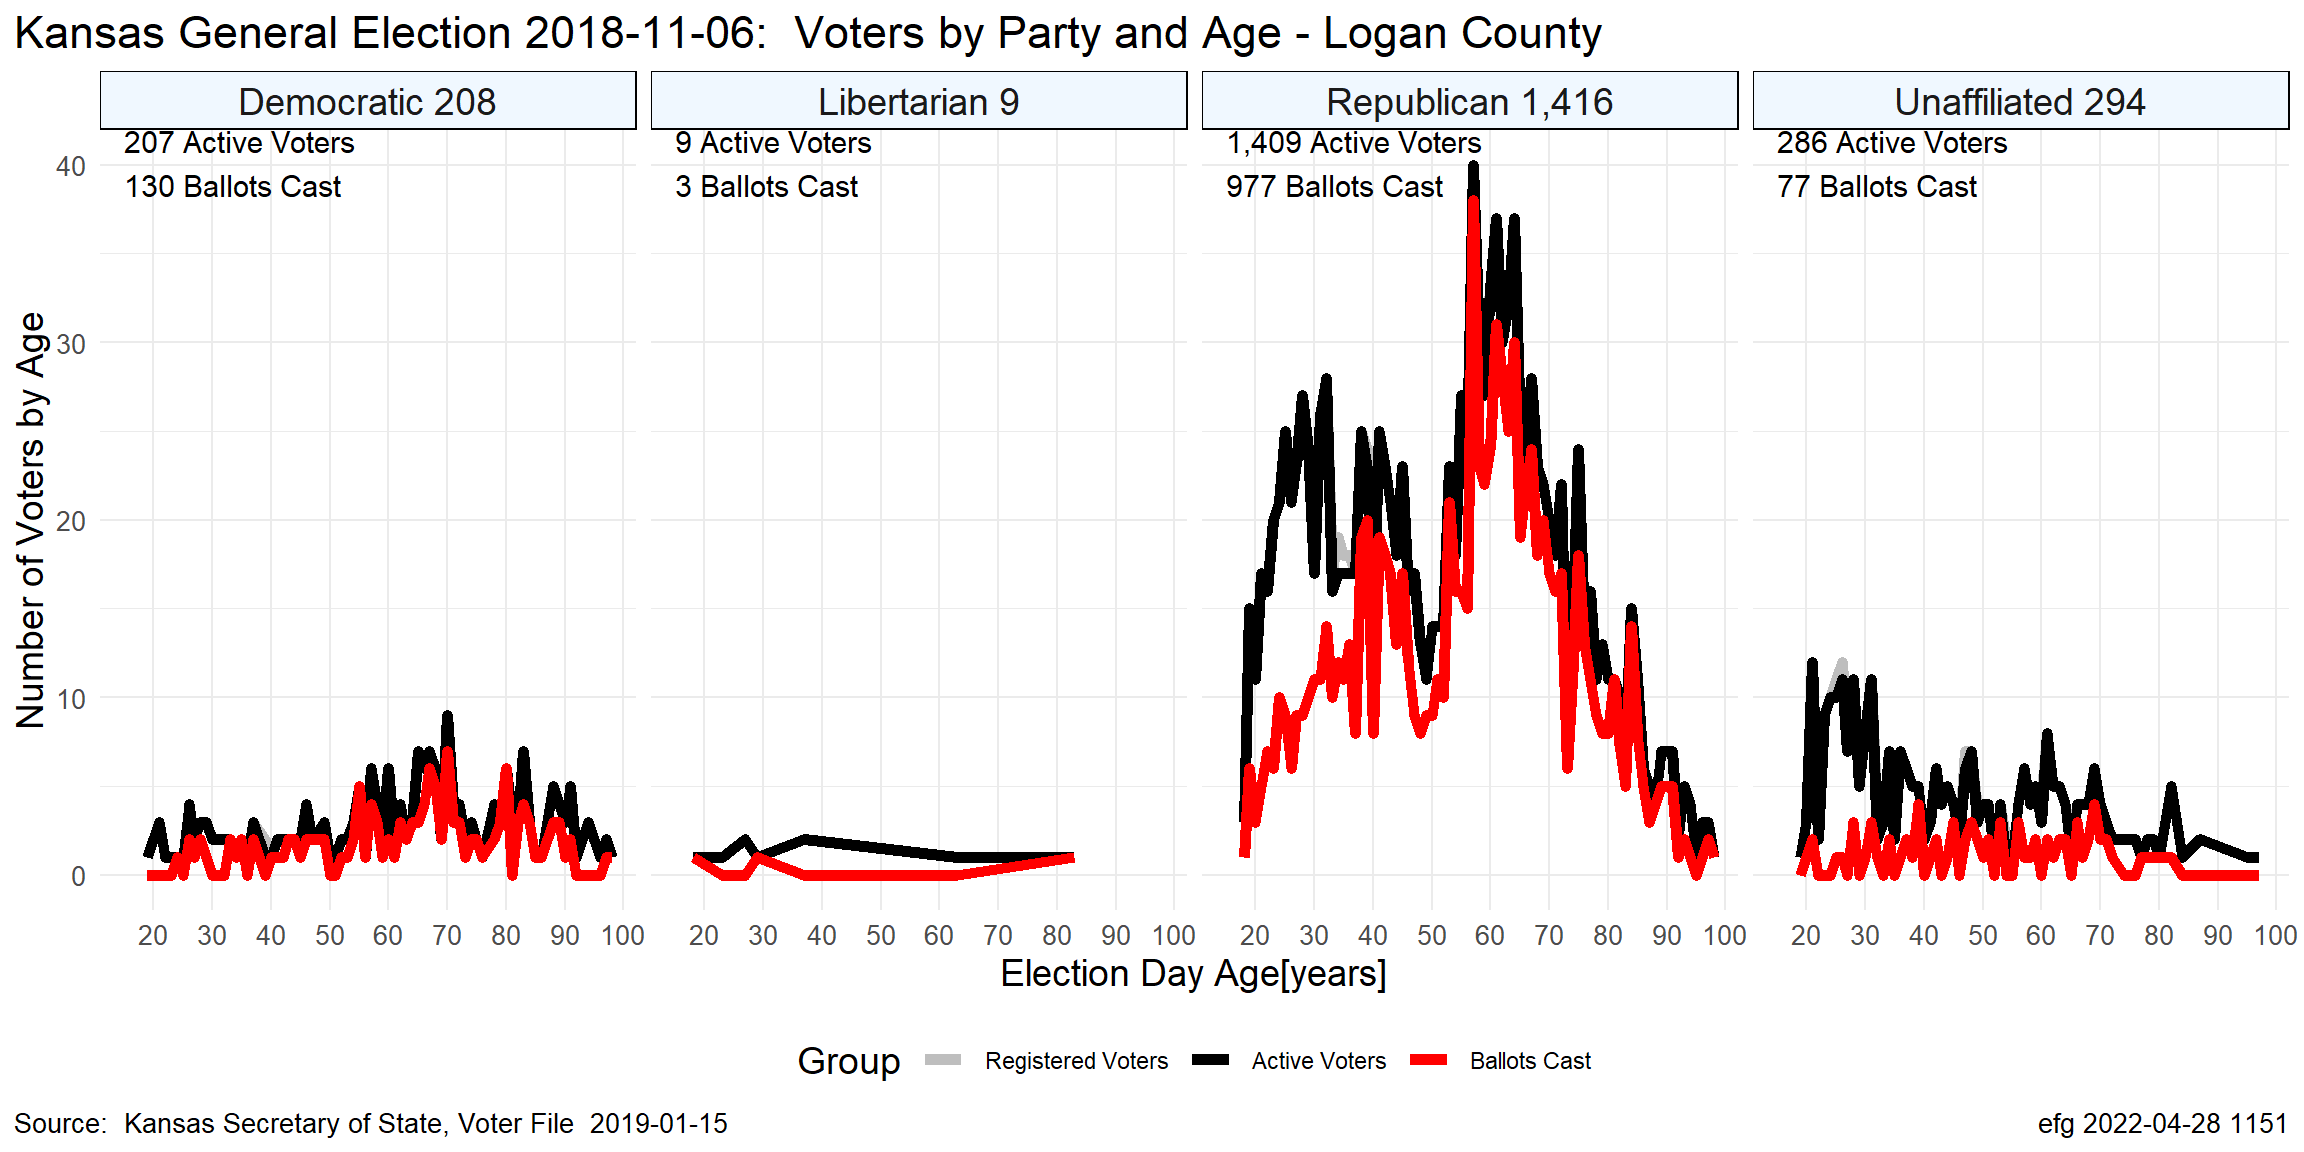 Kansas General Election 2018-11-06:  Voters by Party and Age - Logan County
Democratic 208
Libertarian 9
Republican 1,416
Unaffiliated 294
207 Active Voters
130 Ballots Cast
9 Active Voters
3 Ballots Cast
1,409 Active Voters
977 Ballots Cast
286 Active Voters
77 Ballots Cast
Number of Voters by Age
40
30
20
10
0
20 30 40 50 60 70 80 90 100
20 30 40 50 60 70 80 90 100
20 30 40 50 60 70 80 90 100
20 30 40 50 60 70 80 90 100
Election Day Age[years]
Group Registered Voters Active Voters Ballots Cast
Source:  Kansas Secretary of State, Voter File  2019-01-15
efg 2022-04-28 1151